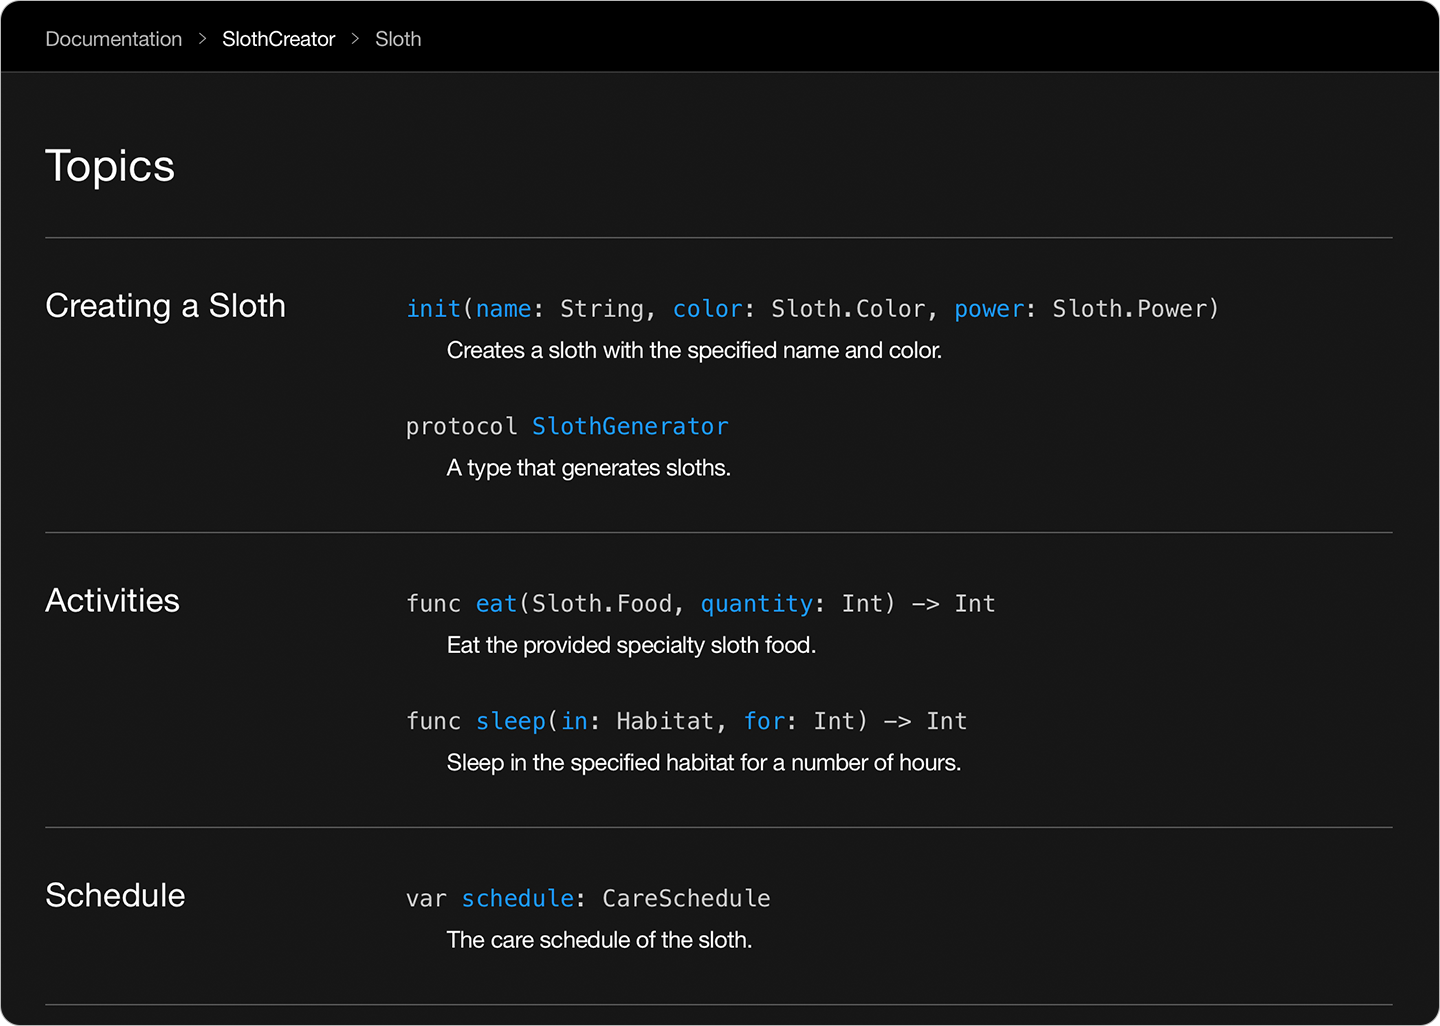 Documentation > SlothCreator > Sloth
Topics
Creating a Sloth
init(name: String, color: Sloth.Color, power: Sloth.Power)
Creates a sloth with the specified name and color.
protocol SlothGenerator
A type that generates sloths.
Activities
func eat(Sloth.Food, quantity: Int) -> Int
Eat the provided specialty sloth food.
func sleep(in: Habitat, for: Int) -> Int
Sleep in the specified habitat for a number of hours.
Schedule
var schedule: CareSchedule
The care schedule of the sloth.